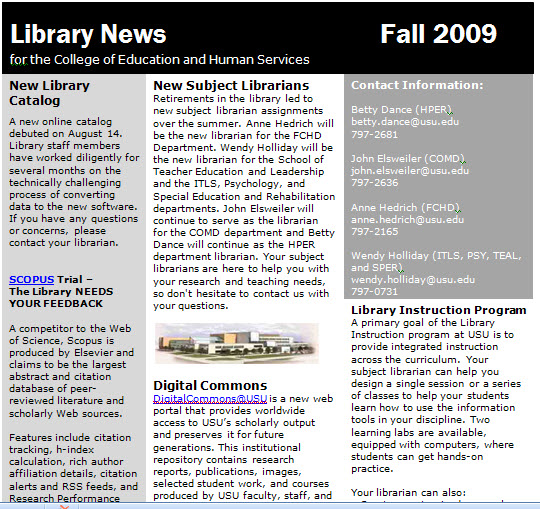 Library News
Fall 2009
for the College of Education and Human Services
New Library
Catalog
A new online catalog
debuted on August 14.
Library staff members
have worked diligently for
several months on the
technically challenging
process of converting
data to the new software.
If you have any questions
or concerns, please
contact your librarian.
SCOPUS Trial –
The Library NEEDS
YOUR FEEDBACK
A competitor to the Web
of Science, Scopus is
produced by Elsevier and
claims to be the largest
abstract and citation
database of peer-
reviewed literature and
scholarly Web sources.
Features include citation
tracking, h-index
calculation, rich author
affiliation details, citation
alerts and RSS feeds, and
Research Performance
New Subject Librarians
Retirements in the library led to
new subject librarian assignments
over the summer. Anne Hedrich will
be the new librarian for the FCHD
Department. Wendy Holliday will be
the new librarian for the School of
Teacher Education and Leadership
and the ITLS, Psychology, and
Special Education and Rehabilitation
departments. John Elsweiler will
continue to serve as the librarian
for the COMD department and Betty
Dance will continue as the HPER
department librarian. Your subject
librarians are here to help you with
your research and teaching needs,
so don't hesitate to contact us with
your questions.
Digital Commons
DigitalCommons@USU is a new web
portal that provides worldwide
access to USU's scholarly output
and preserves it for future
generations. This institutional
repository contains research
reports, publications, images,
selected student work, and courses
produced by USU faculty, staff, and
Contact Information:
Betty Dance (HPER)
betty.dance@usu.edu
797-2681
John Elsweiler (COMD)
john.elsweiler@usu.edu
797-2636
Anne Hedrich (FCHD)
anne.hedrich@usu.edu
797-2165
Wendy Holliday (ITLS, PSY, TEAL,
and SPER)
wendy.holliday@usu.edu
797-0731
Library Instruction Program
A primary goal of the Library
Instruction program at USU is to
provide integrated instruction
across the curriculum. Your
subject librarian can help you
design a single session or a series
of classes to help your students
learn how to use the information
tools in your discipline. Two
learning labs are available,
equipped with computers, where
students can get hands-on
practice.
Your librarian can also: